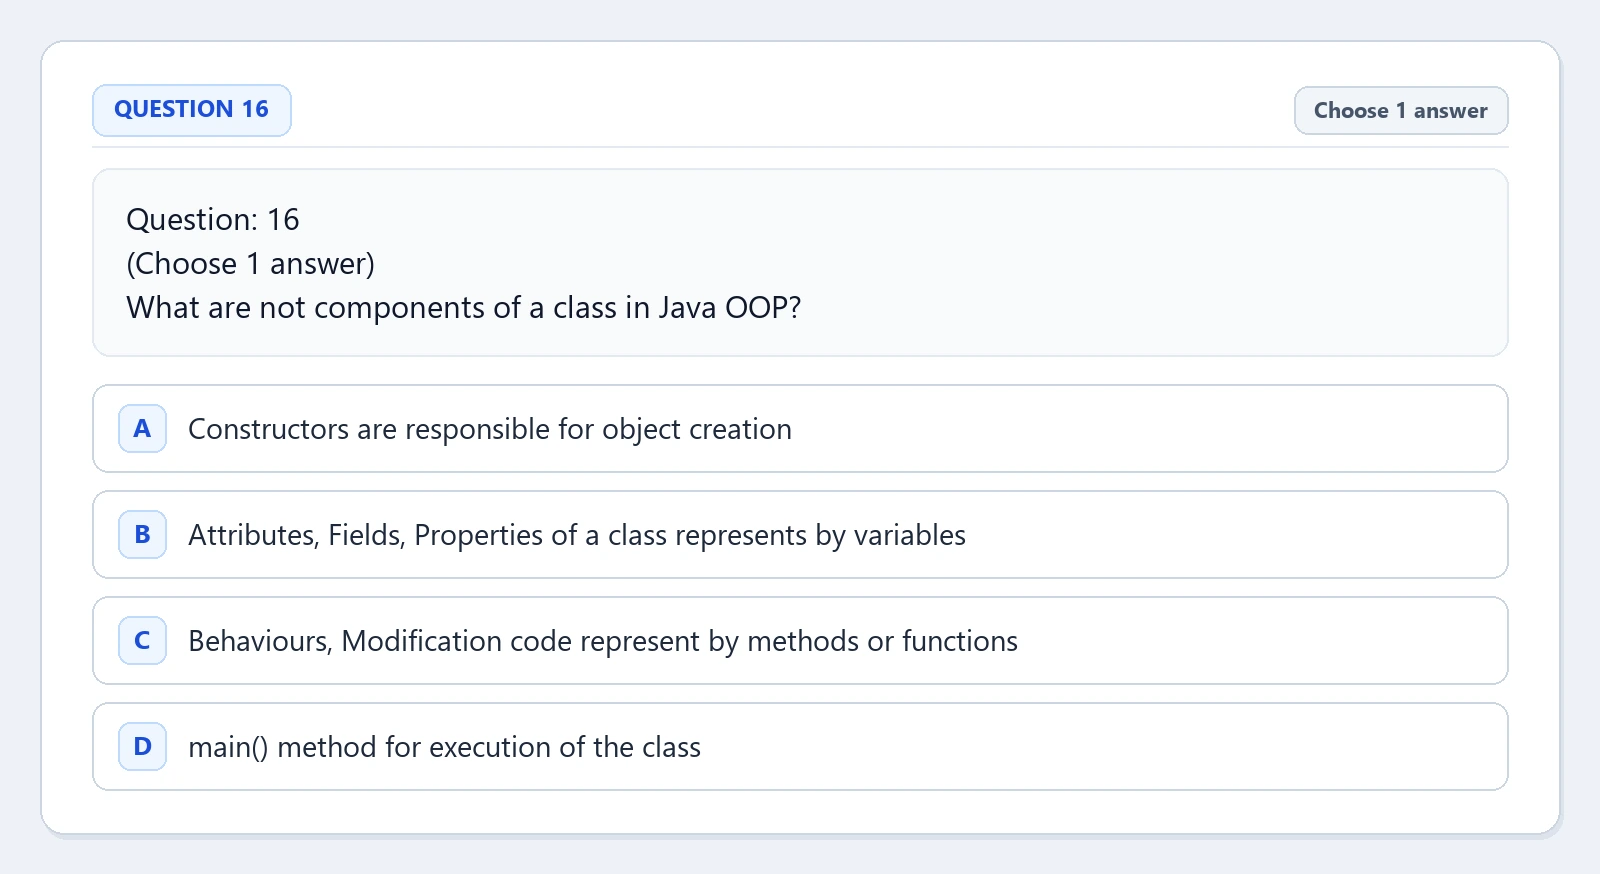 QUESTION 16
Choose 1 answer
Question: 16
(Choose 1 answer)
What are not components of a class in Java OOP?
A Constructors are responsible for object creation
B Attributes, Fields, Properties of a class represents by variables
C Behaviours, Modification code represent by methods or functions
D main() method for execution of the class